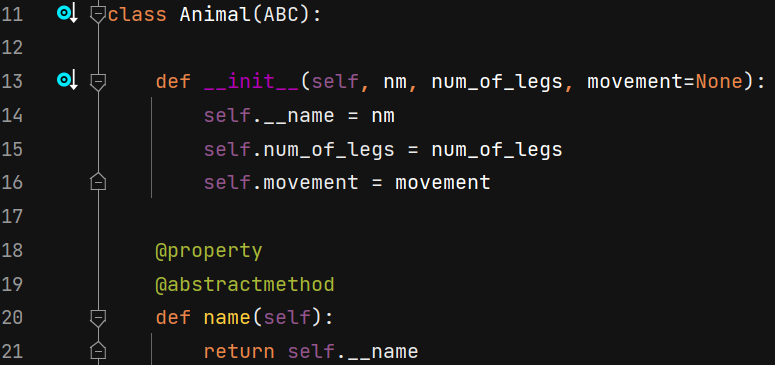 11 class Animal(ABC):
12
13     def __init__(self, nm, num_of_legs, movement=None):
14         self.__name = nm
15         self.num_of_legs = num_of_legs
16         self.movement = movement
17
18     @property
19     @abstractmethod
20     def name(self):
21         return self.__name